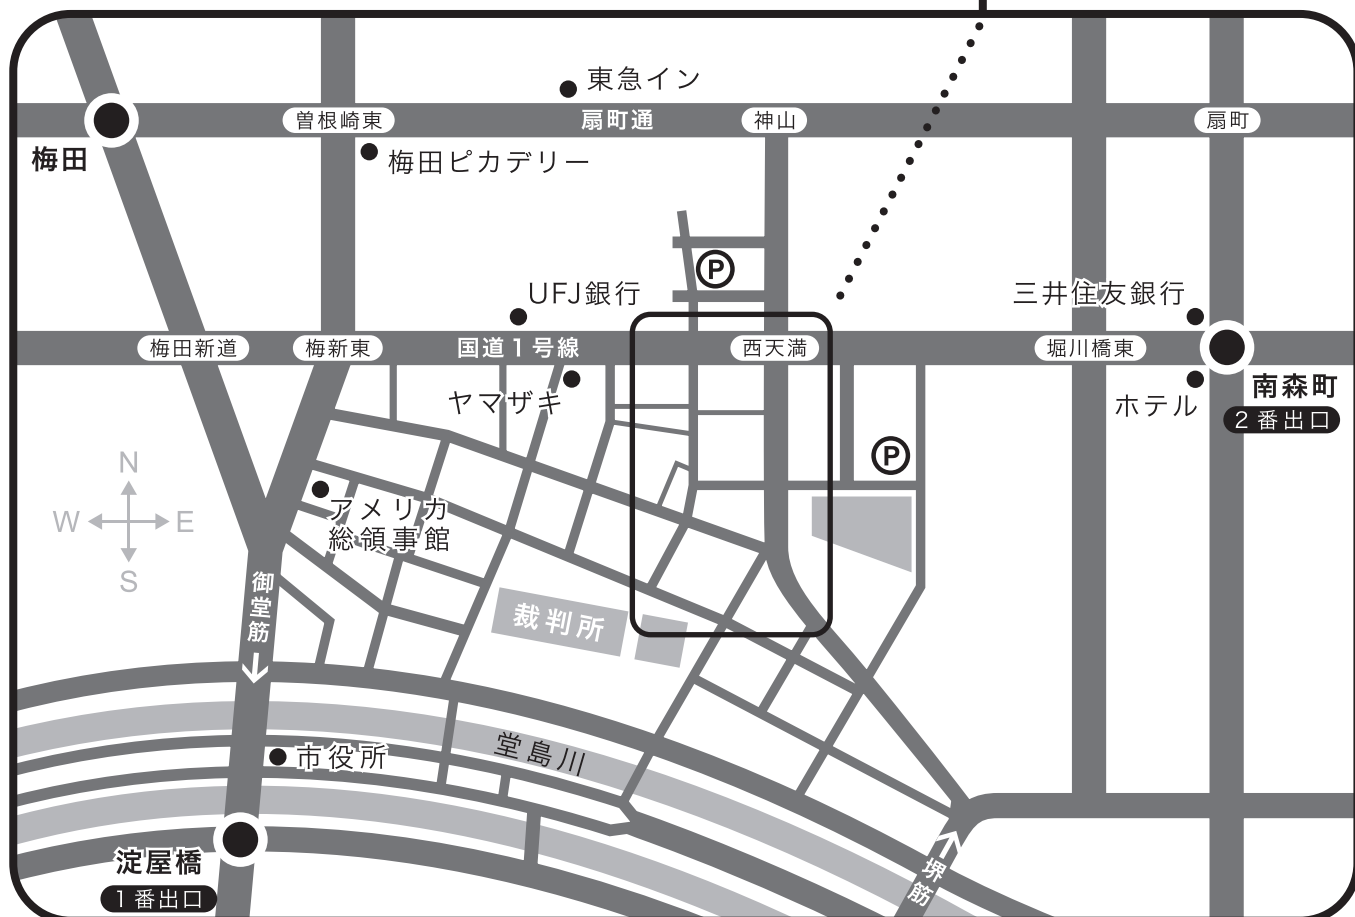 東急イン
曽根崎東
扇町通
神山
扇町
梅田
梅田ピカデリー
P
UFJ銀行
三井住友銀行
梅田新道
梅新東
国道1号線
西天満
堀川橋東
ヤマザキ
ホテル
南森町
2番出口
P
N
W
E
S
アメリカ
総領事館
御堂筋
裁判所
堂島川
市役所
淀屋橋
1番出口
堺筋